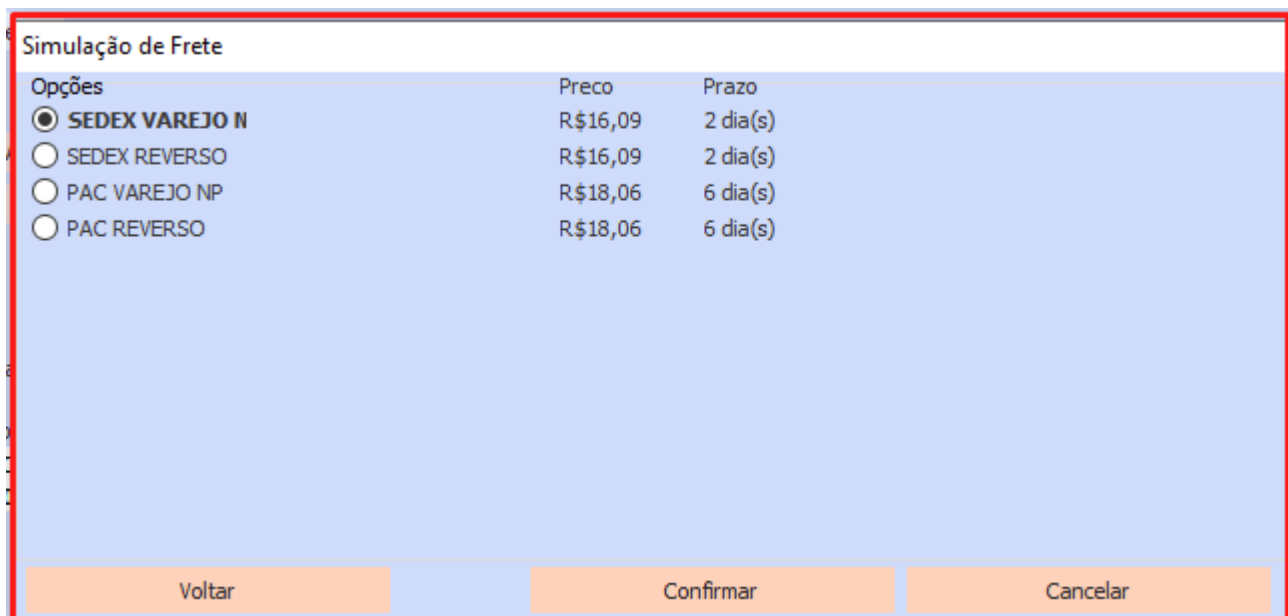 Simulação de Frete
Opções Preco Prazo
SEDEX VAREJO N R$16,09 2 dia(s)
SEDEX REVERSO R$16,09 2 dia(s)
PAC VAREJO NP R$18,06 6 dia(s)
PAC REVERSO R$18,06 6 dia(s)
Voltar Confirmar Cancelar